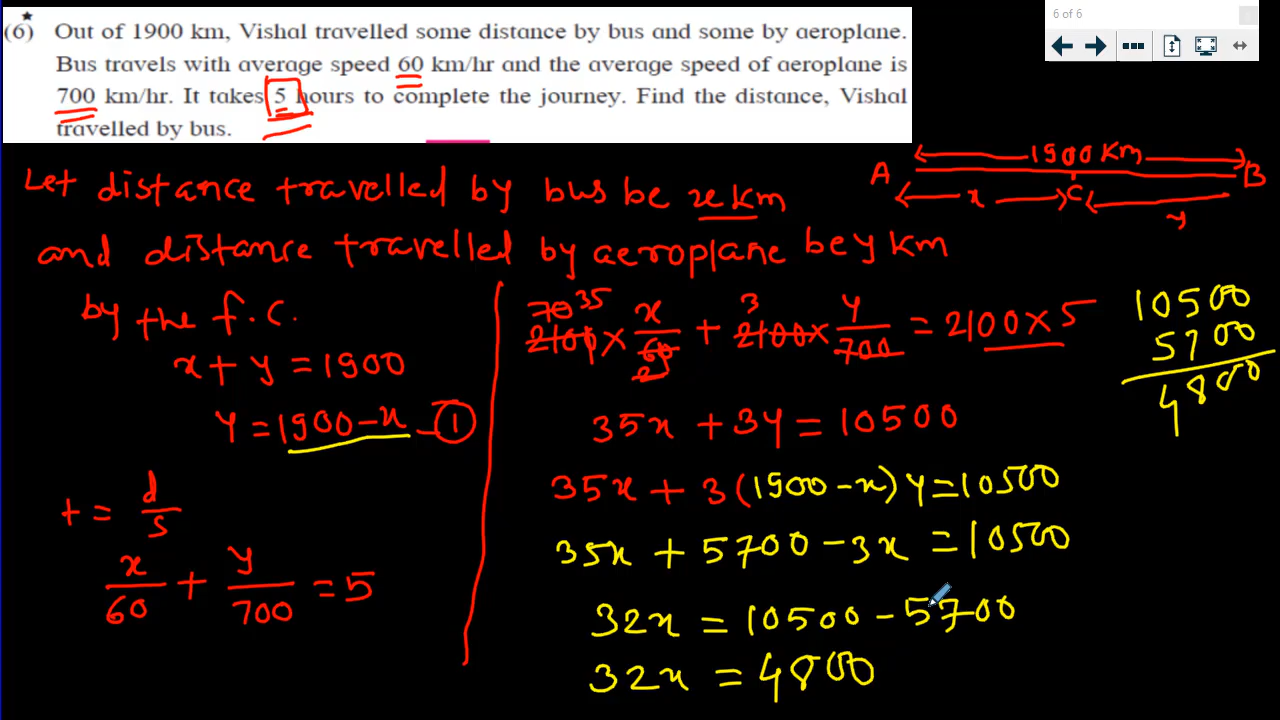 6 of 6
(6) Out of 1900 km, Vishal travelled some distance by bus and some by aeroplane.
Bus travels with average speed 60 km/hr and the average speed of aeroplane is
700 km/hr. It takes 5 hours to complete the journey. Find the distance, Vishal
travelled by bus.
1900 Km
A C B
x y
Let distance travelled by bus be x km
and distance travelled by aeroplane be y km
by the f.c.
x + y = 1900
y = 1900 - x - ①
t = d/s
x/60 + y/700 = 5
70 35 3
2100 × x/60 + 2100 × y/700 = 2100 × 5
2
35x + 3y = 10500
35x + 3(1900 - x) y = 10500
35x + 5700 - 3x = 10500
32x = 10500 - 5700
32x = 4800
10500
5700
4800